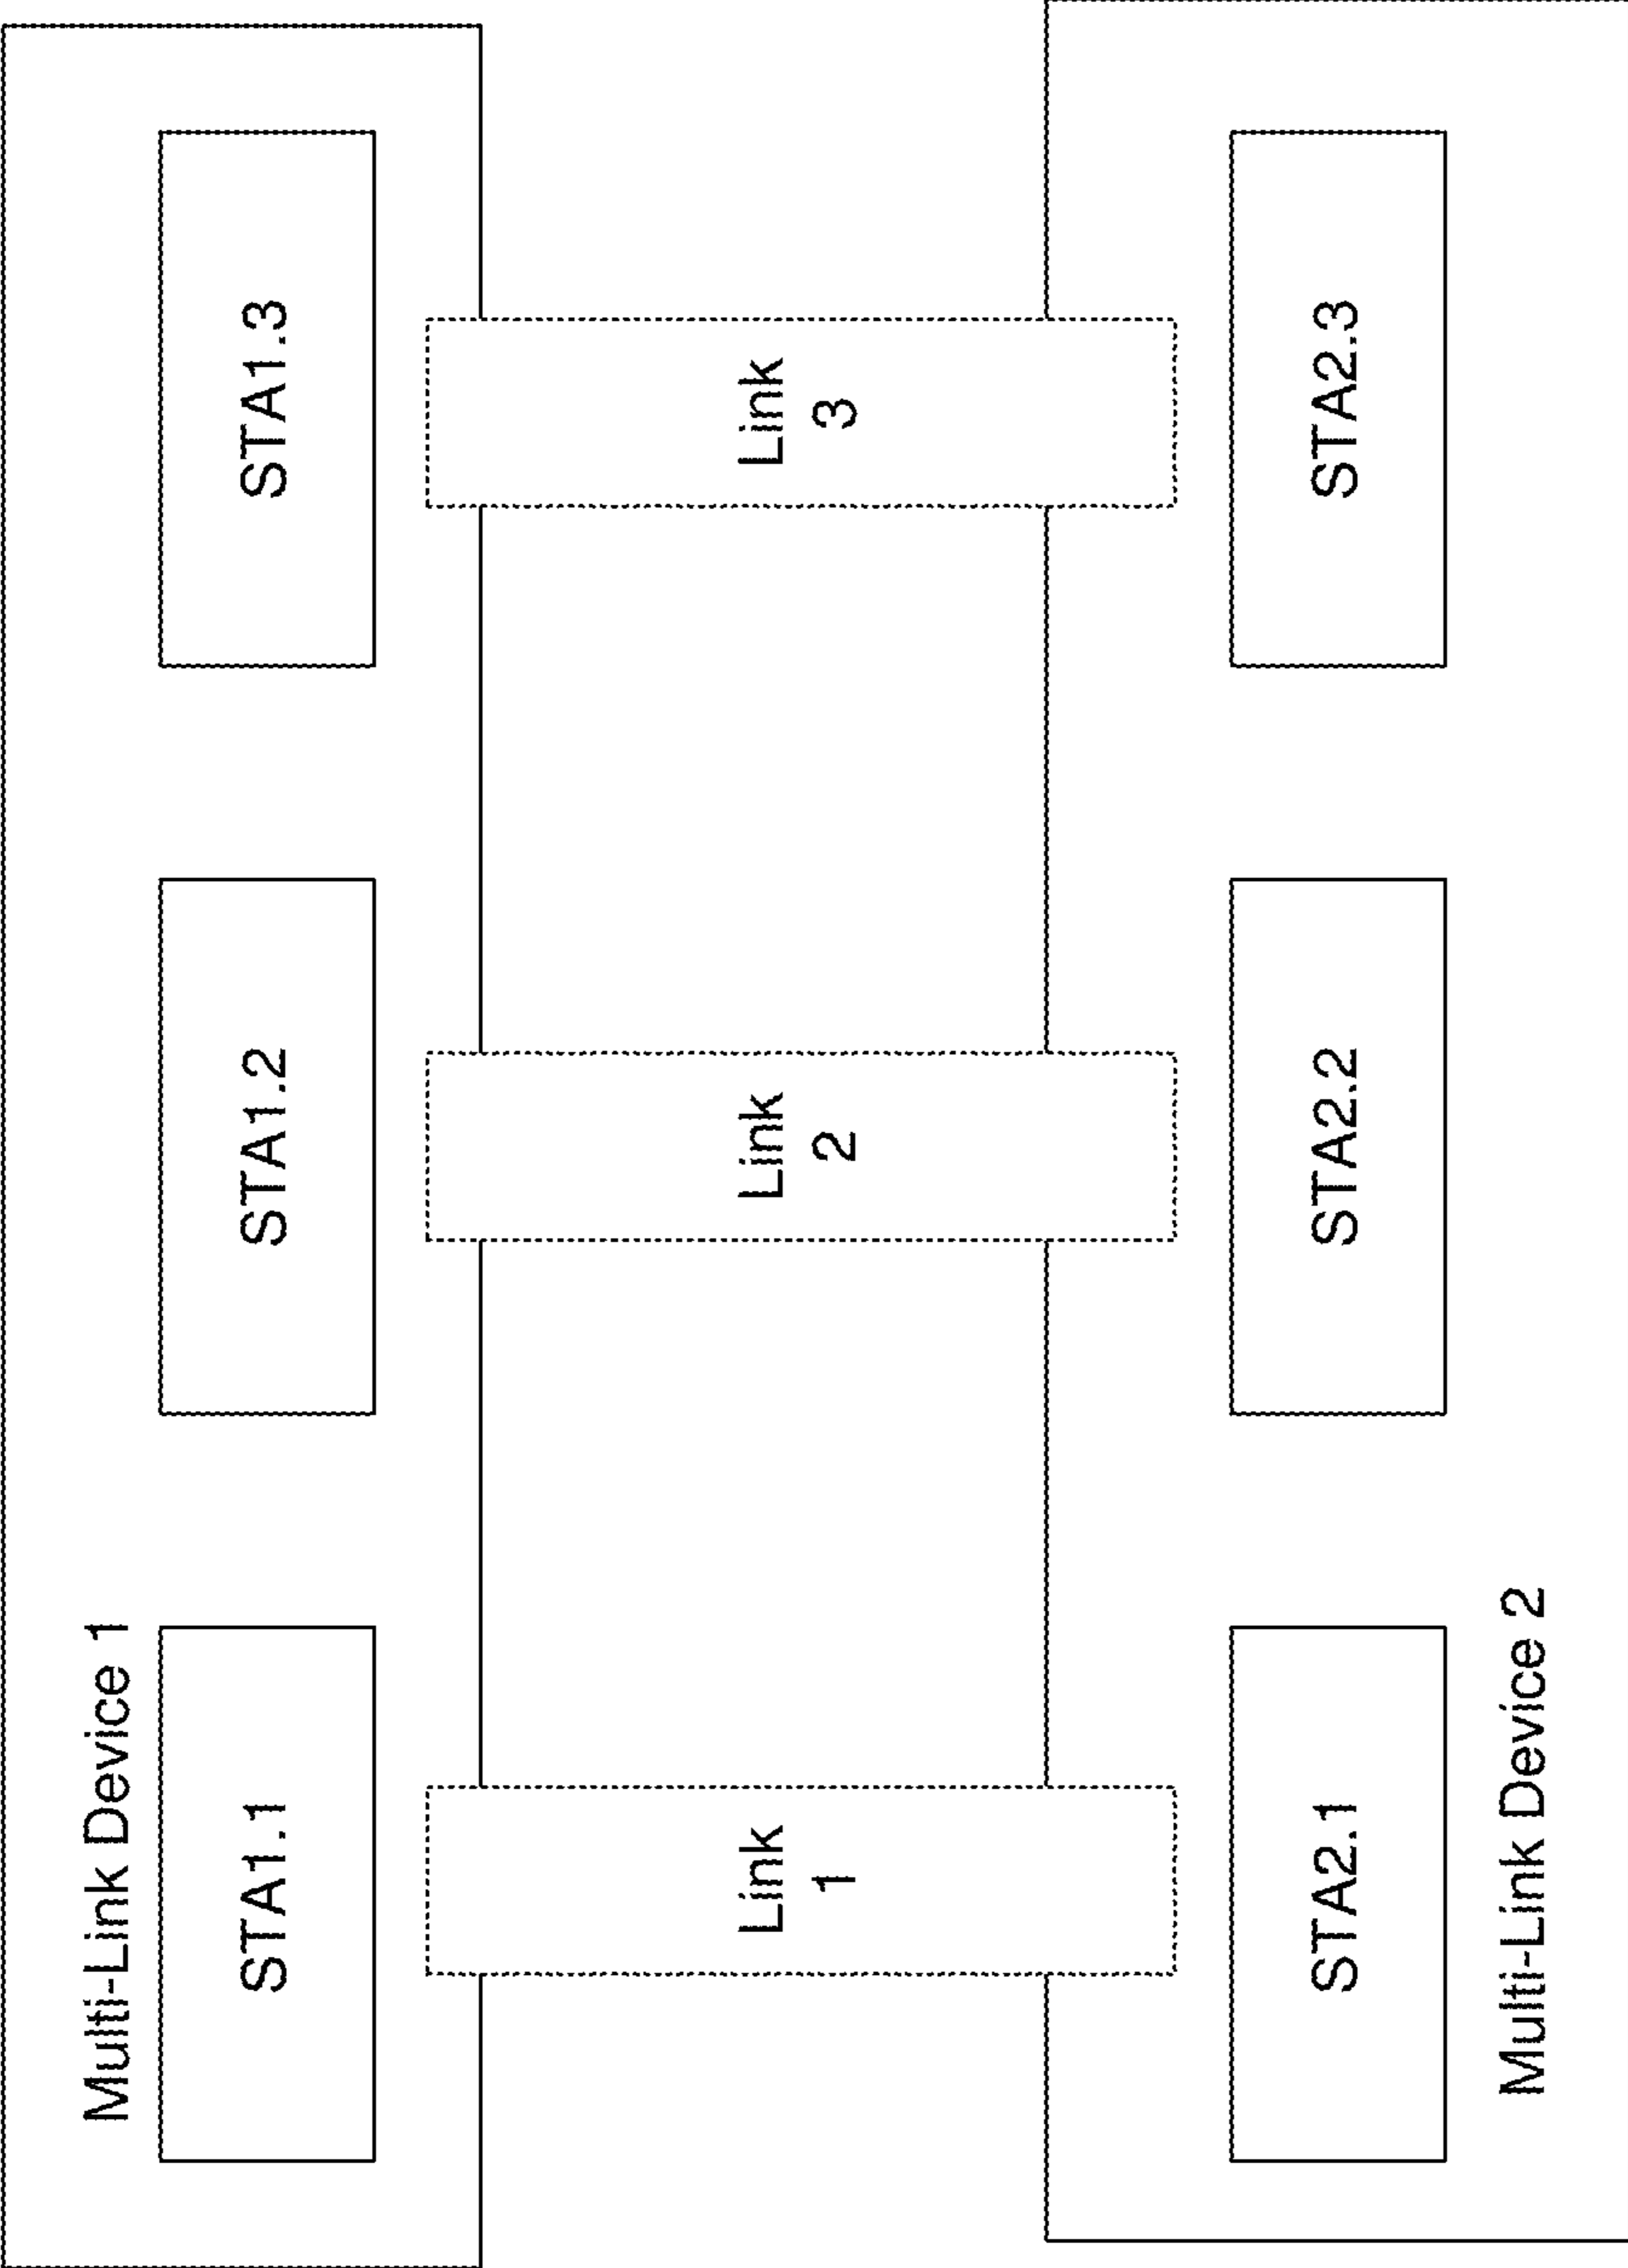 Multi-Link Device 1
STA1.1
STA1.2
STA1.3
Link
1
Link
2
Link
3
STA2.1
STA2.2
STA2.3
Multi-Link Device 2